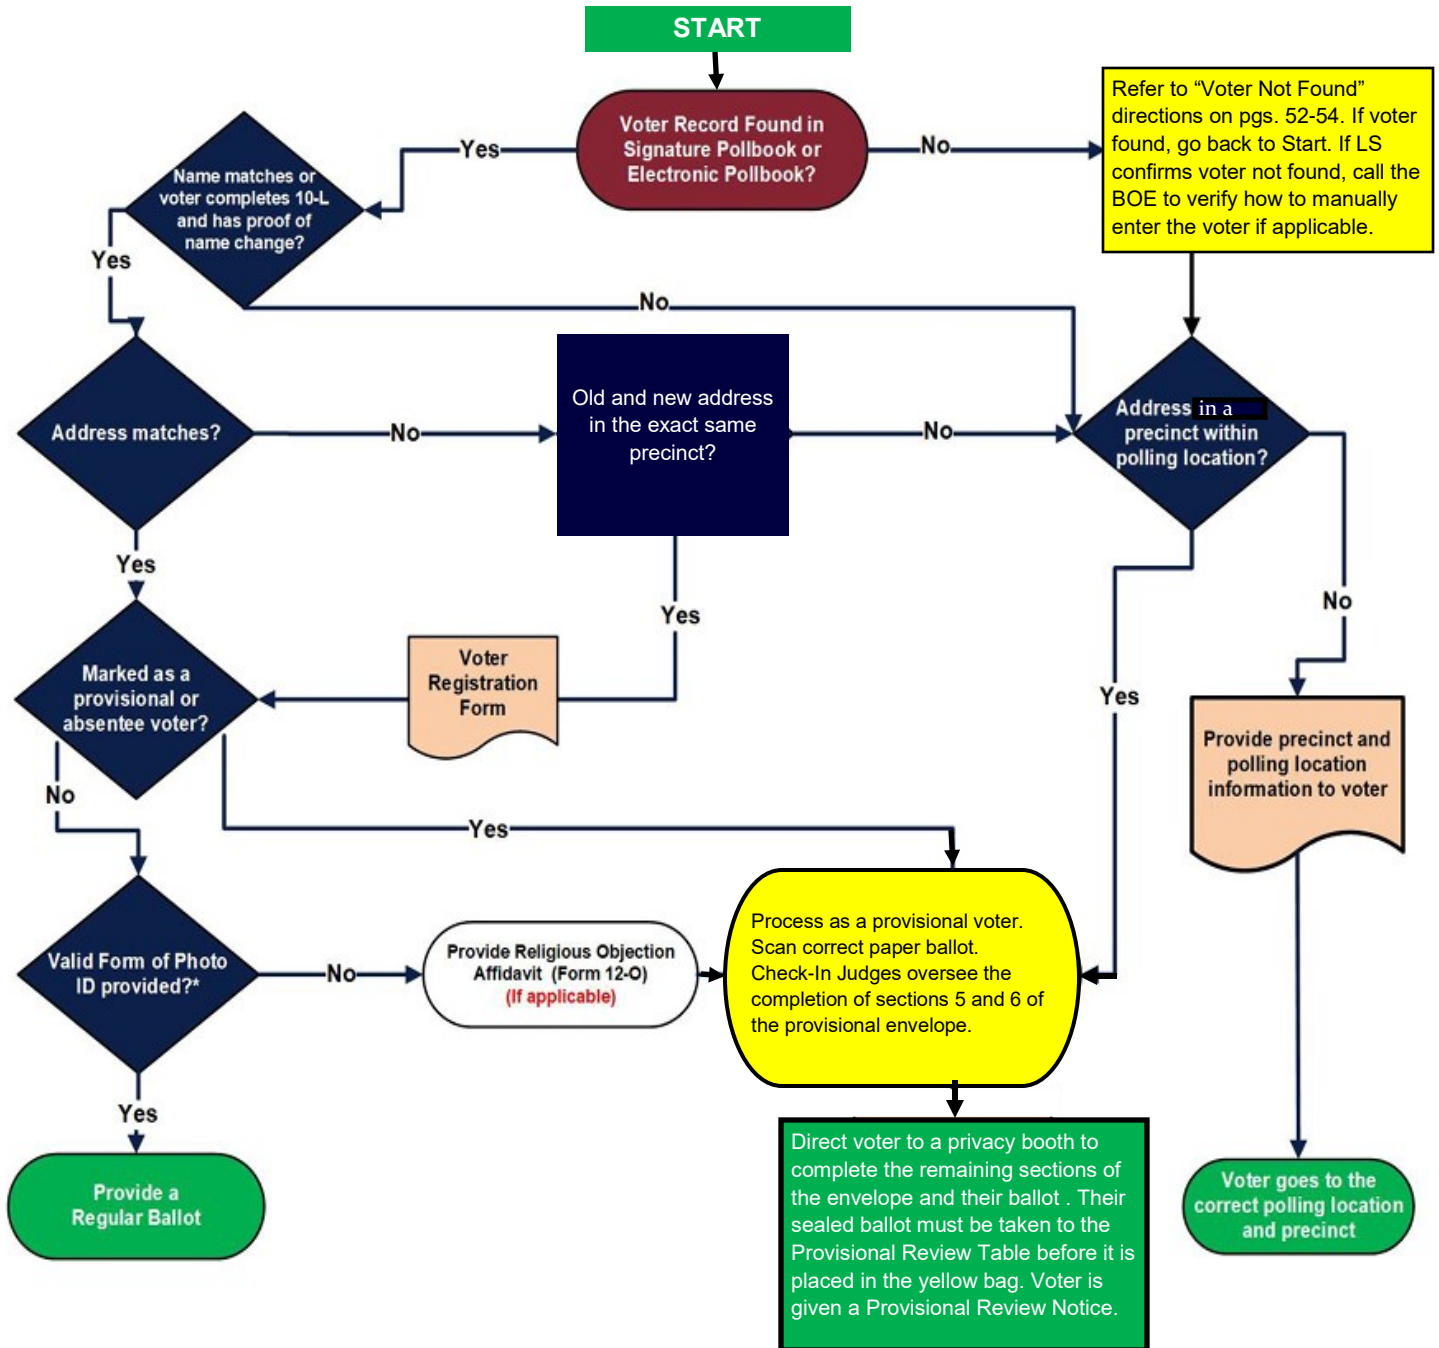 START
Voter Record Found in
Signature Pollbook or
Electronic Pollbook?
Yes
No
Refer to “Voter Not Found”
directions on pgs. 52-54. If voter
found, go back to Start. If LS
confirms voter not found, call the
BOE to verify how to manually
enter the voter if applicable.
Name matches or
voter completes 10-L
and has proof of
name change?
Yes
No
Address matches?
No
Old and new address
in the exact same
precinct?
No
Address in a
precinct within
polling location?
Yes
Yes
No
Yes
Voter
Registration
Form
Marked as a
provisional or
absentee voter?
Provide precinct and
polling location
information to voter
No
Yes
Valid Form of Photo
ID provided?*
No
Provide Religious Objection
Affidavit (Form 12-O)
(If applicable)
Process as a provisional voter.
Scan correct paper ballot.
Check-In Judges oversee the
completion of sections 5 and 6 of
the provisional envelope.
Yes
Provide a
Regular Ballot
Direct voter to a privacy booth to
complete the remaining sections of
the envelope and their ballot . Their
sealed ballot must be taken to the
Provisional Review Table before it is
placed in the yellow bag. Voter is
given a Provisional Review Notice.
Voter goes to the
correct polling location
and precinct